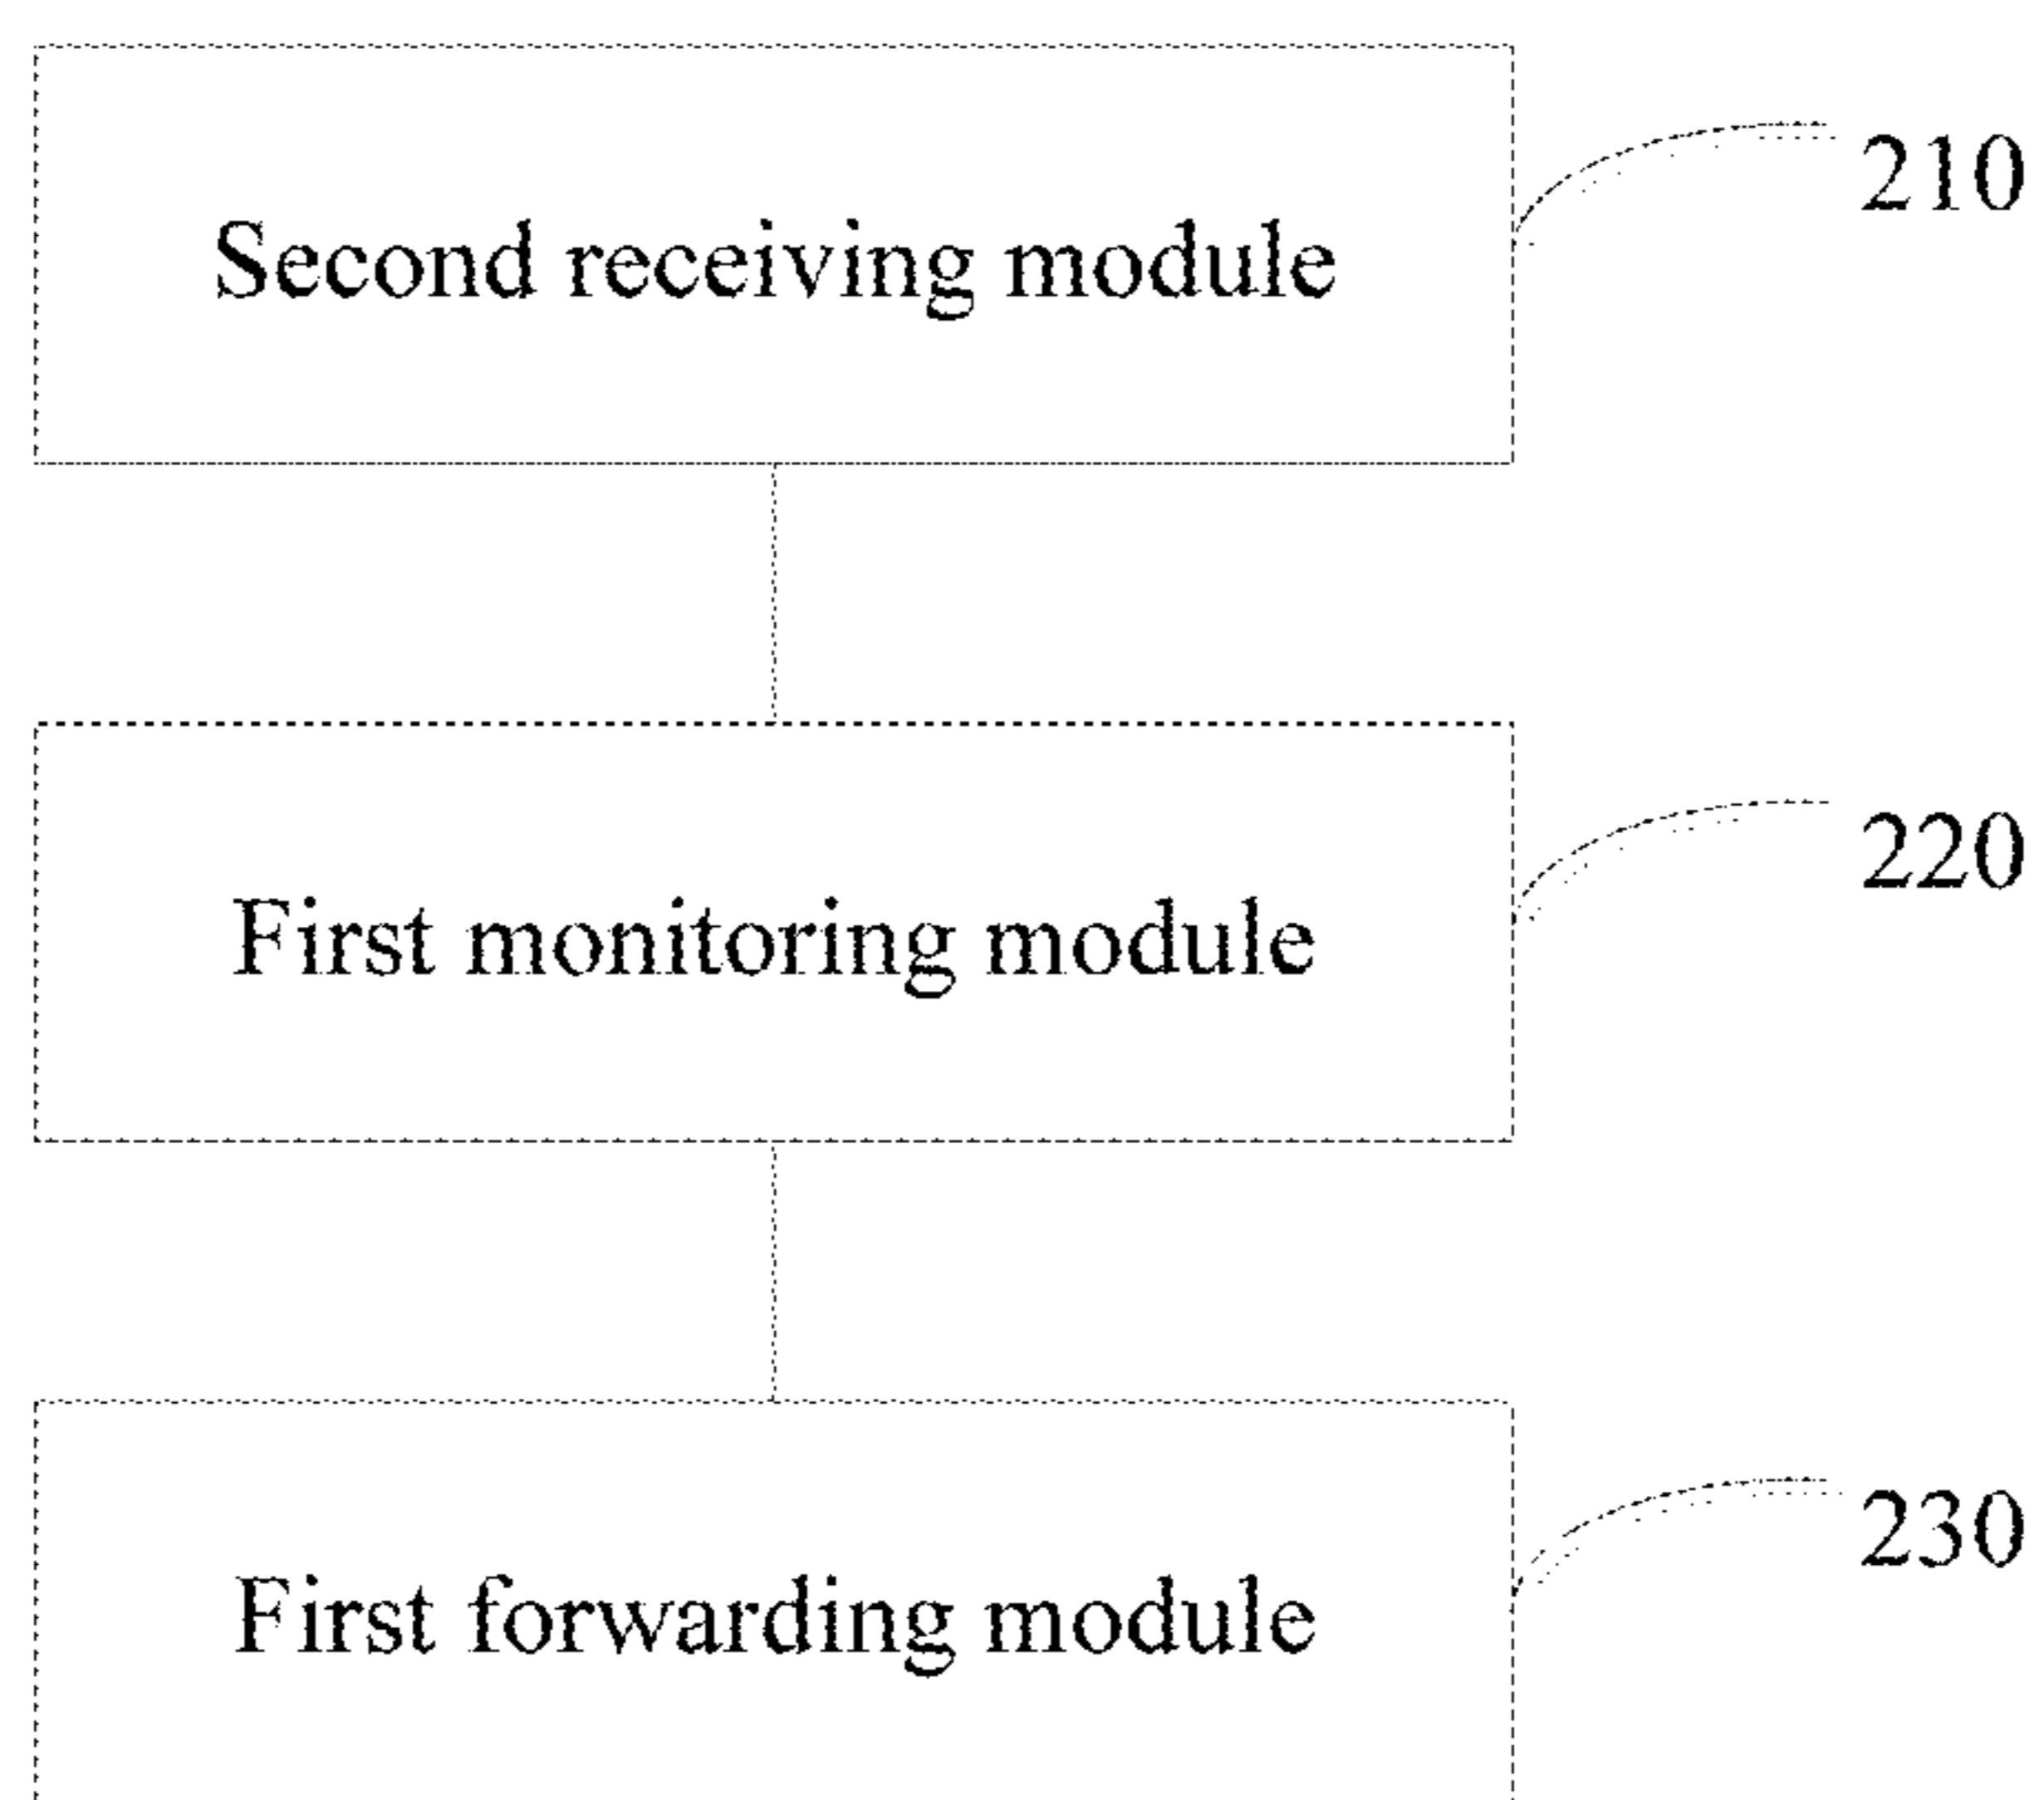 210
Second receiving module
220
First monitoring module
230
First forwarding module